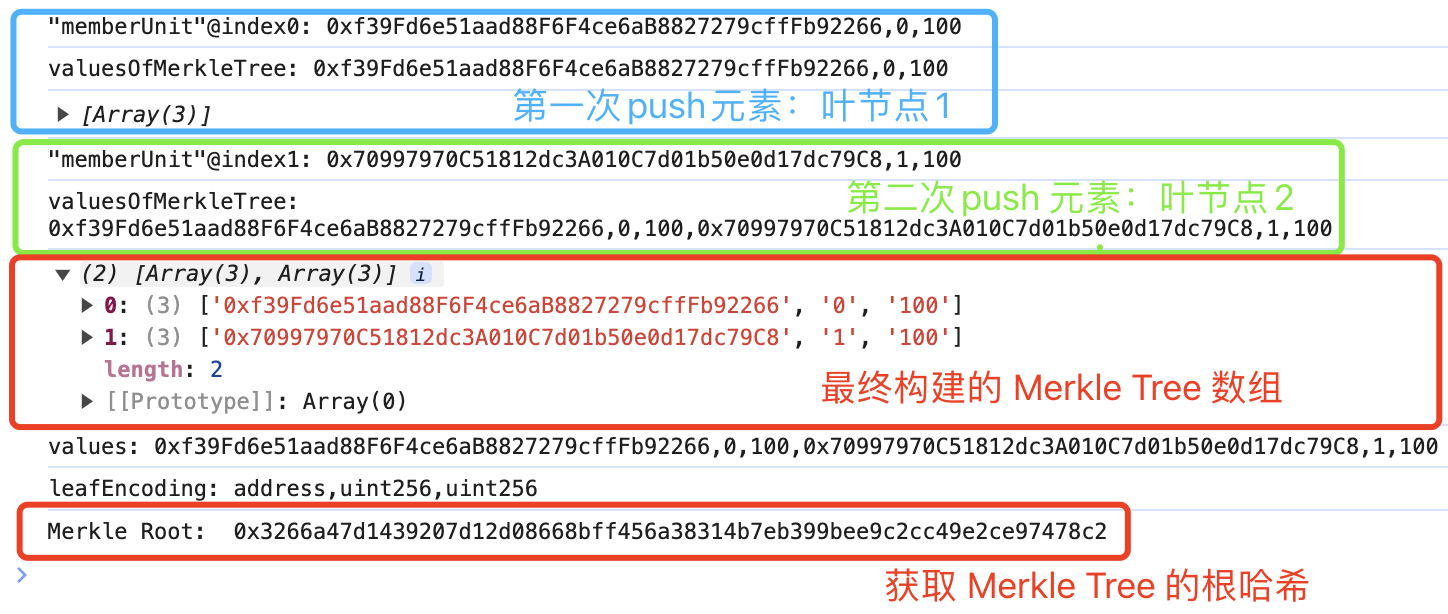 "memberUnit"@index0: 0xf39Fd6e51aad88F6F4ce6aB8827279cffFb92266,0,100
valuesOfMerkleTree: 0xf39Fd6e51aad88F6F4ce6aB8827279cffFb92266,0,100
▶ [Array(3)]
第一次push元素：叶节点1
"memberUnit"@index1: 0x70997970C51812dc3A010C7d01b50e0d17dc79C8,1,100
valuesOfMerkleTree:
第二次push 元素：叶节点2
0xf39Fd6e51aad88F6F4ce6aB8827279cffFb92266,0,100,0x70997970C51812dc3A010C7d01b50e0d17dc79C8,1,100
▼ (2) [Array(3), Array(3)] i
▶ 0: (3) ['0xf39Fd6e51aad88F6F4ce6aB8827279cffFb92266', '0', '100']
▶ 1: (3) ['0x70997970C51812dc3A010C7d01b50e0d17dc79C8', '1', '100']
length: 2
▶ [[Prototype]]: Array(0)
最终构建的 Merkle Tree 数组
values: 0xf39Fd6e51aad88F6F4ce6aB8827279cffFb92266,0,100,0x70997970C51812dc3A010C7d01b50e0d17dc79C8,1,100
leafEncoding: address,uint256,uint256
Merkle Root:  0x3266a47d1439207d12d08668bff456a38314b7eb399bee9c2cc49e2ce97478c2
获取 Merkle Tree 的根哈希